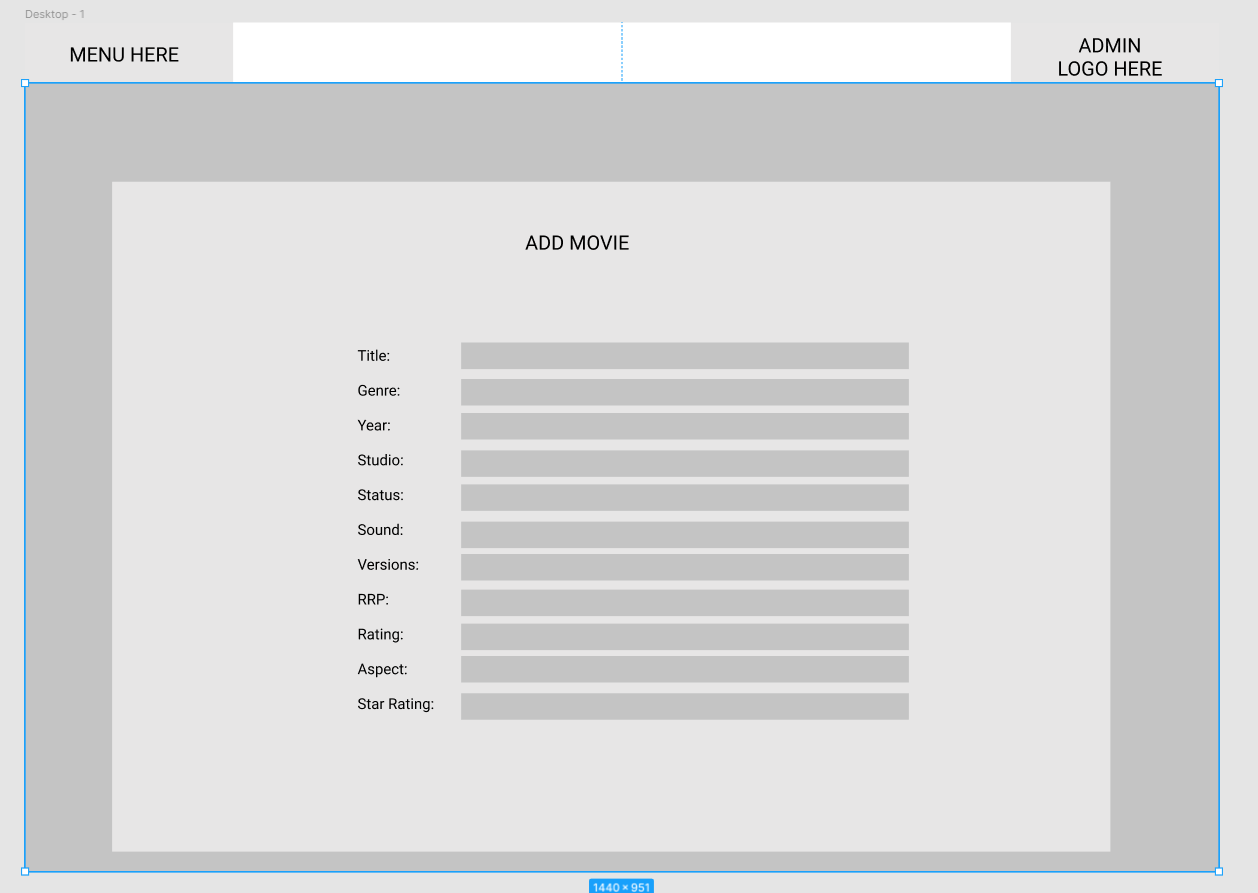 Desktop - 1
MENU HERE
ADMIN
LOGO HERE
ADD MOVIE
Title:
Genre:
Year:
Studio:
Status:
Sound:
Versions:
RRP:
Rating:
Aspect:
Star Rating:
1440 × 951